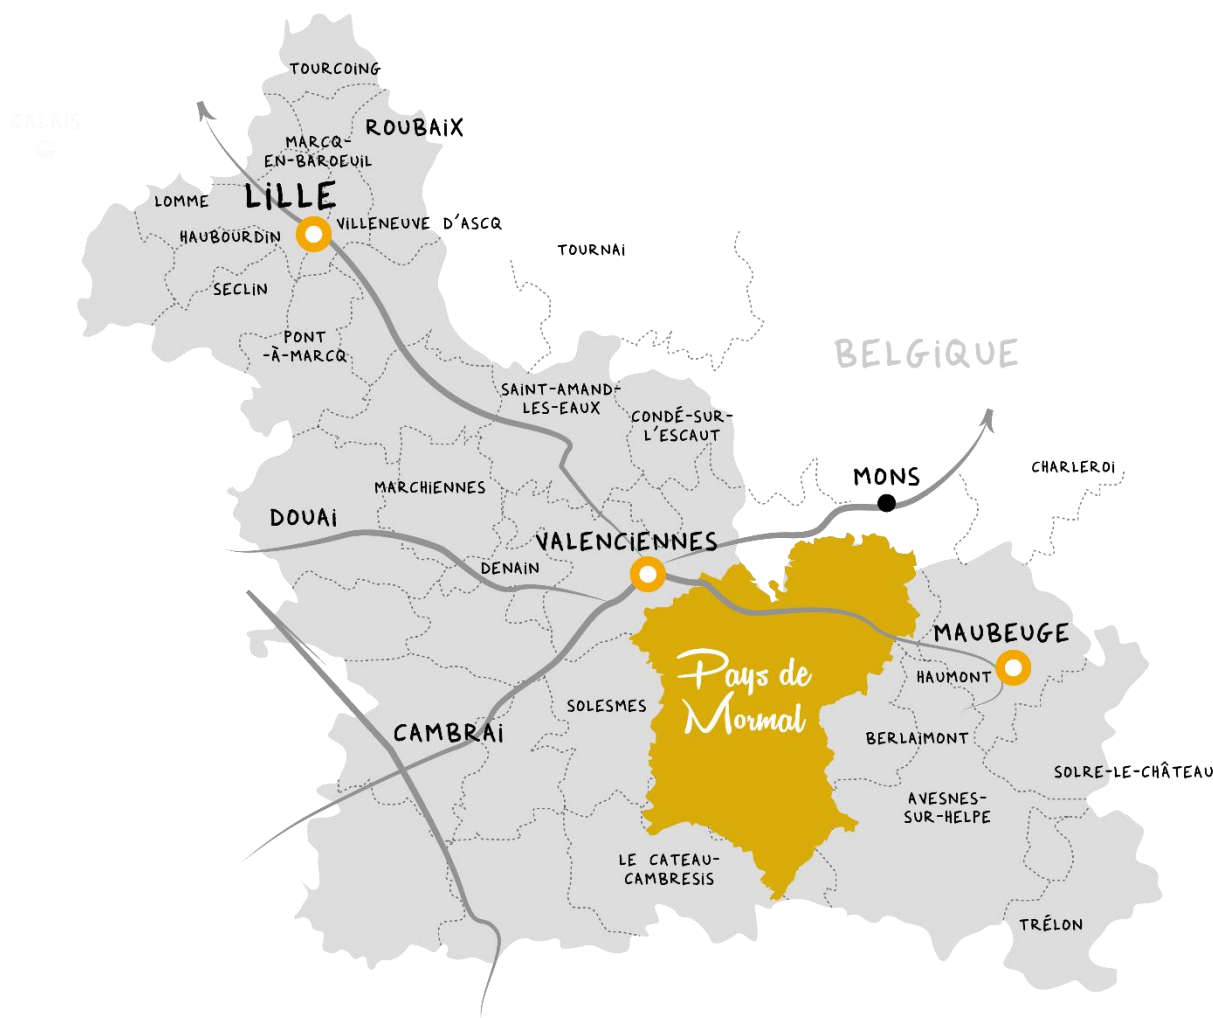 TOURCOiNG
CALAIS
ROUBAiX
MARCQ-
EN-BAROEUiL
LiLLE
LOMME
ViLLENEUVE D'ASCQ
HAUBOURDiN
TOURNAi
SECLiN
PONT
-À-MARCQ
BELGiQUE
SAiNT-AMAND-
LES-EAUX
CONDÉ-SUR-
L'ESCAUT
CHARLEROi
MONS
MARCHiENNES
DOUAi
VALENCiENNES
DENAiN
MAUBEUGE
Pays de
Mormal
HAUMONT
SOLESMES
CAMBRAi
BERLAiMONT
SOLRE-LE-CHÂTEAU
AVESNES-
SUR-HELPE
LE CATEAU-
CAMBRESiS
TRÉLON